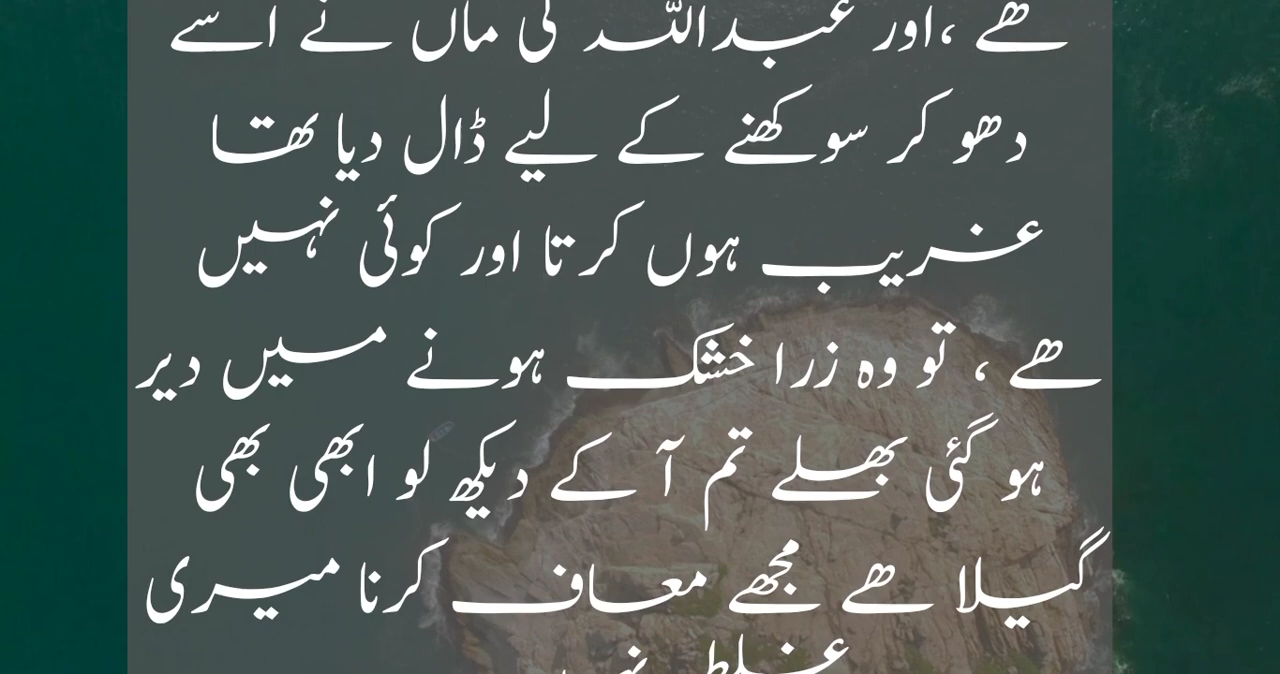 ھے ،اور عبداللہ کی ماں نے اسے
دھو کر سوکھنے کے لیے ڈال دیا تھا
غریب ہوں کرتا اور کوئی نہیں
ھے ، تو وہ زرا خشک ہونے میں دیر
ہو گئی بھلے تم آ کے دیکھ لو ابھی بھی
گیلا ھے مجھے معاف کرنا میری